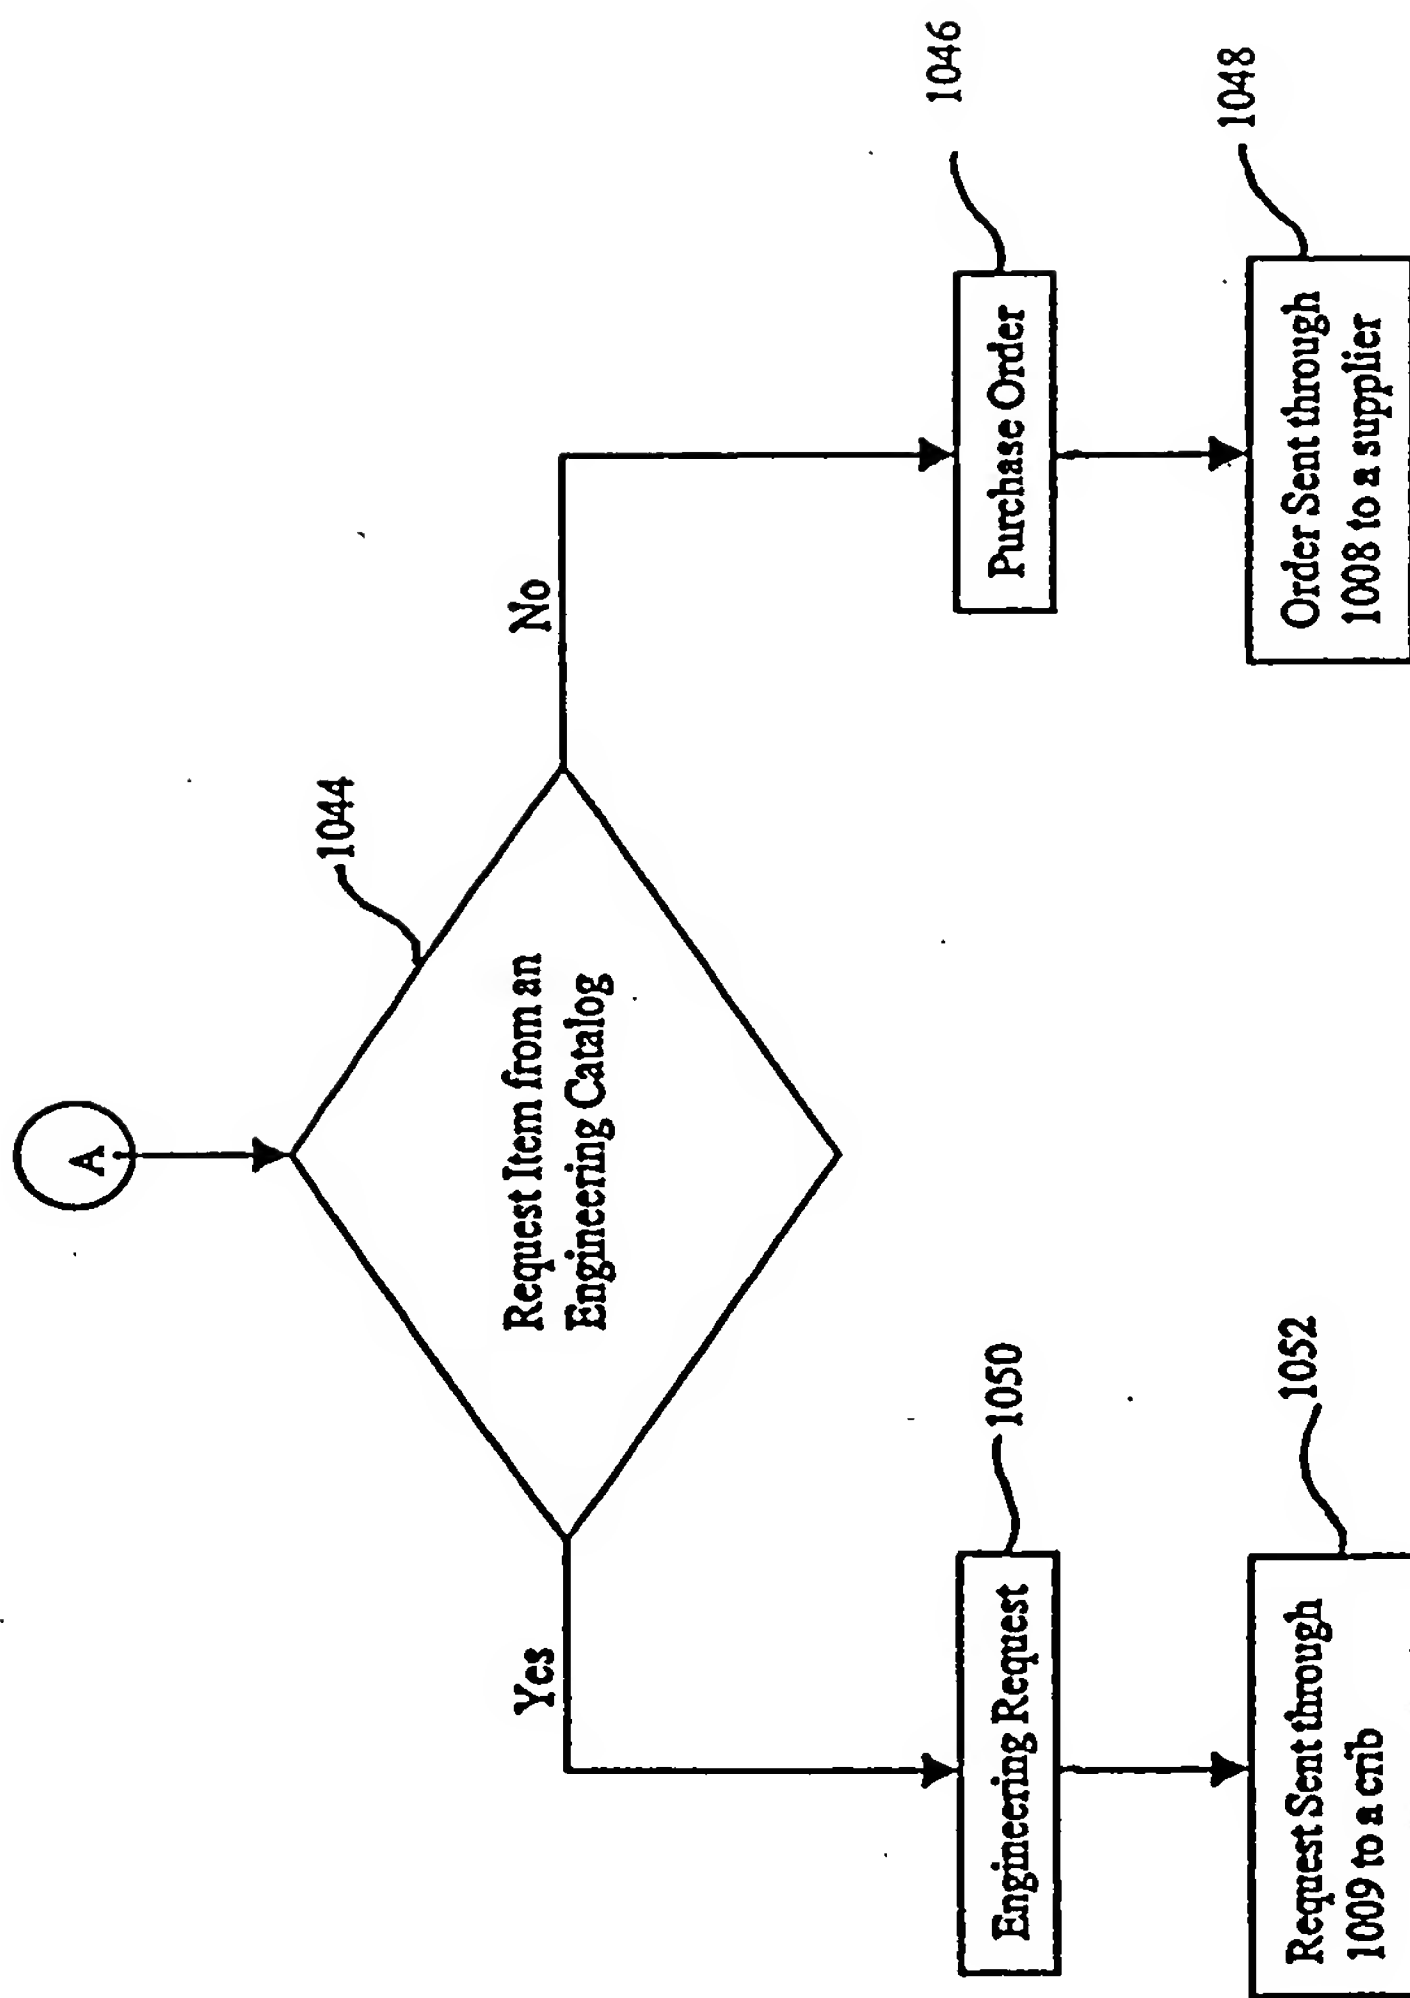 A
1044
Request Item from an
Engineering Catalog
Yes
No
1050
Engineering Request
1046
Purchase Order
1052
Request Sent through
1009 to a crib
1048
Order Sent through
1008 to a supplier